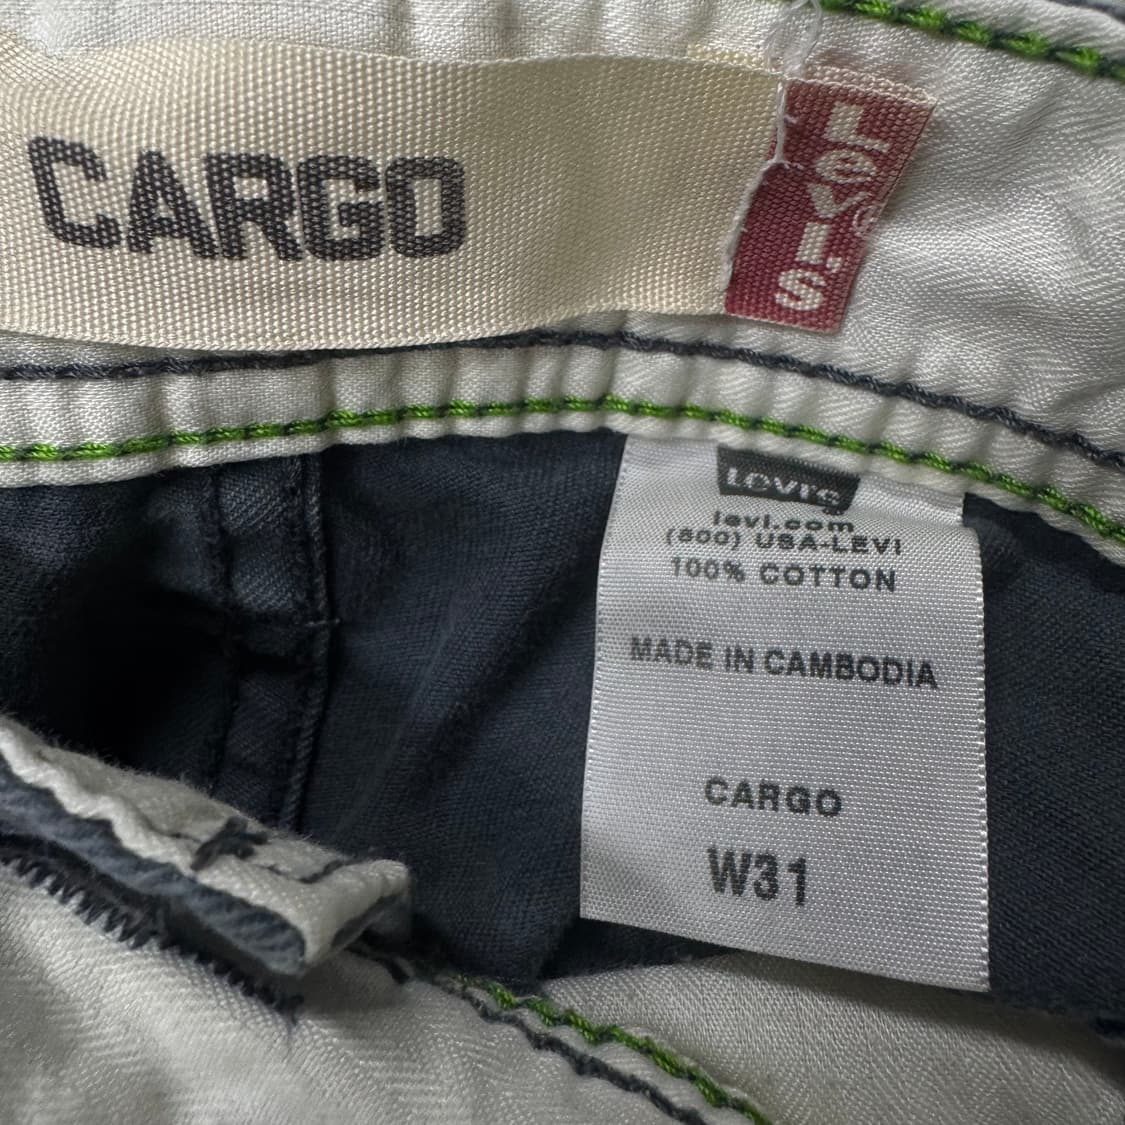 CARGO
LEVI'S
Levi's
levi.com
(800) USA-LEVI
100% COTTON
MADE IN CAMBODIA
CARGO
W31